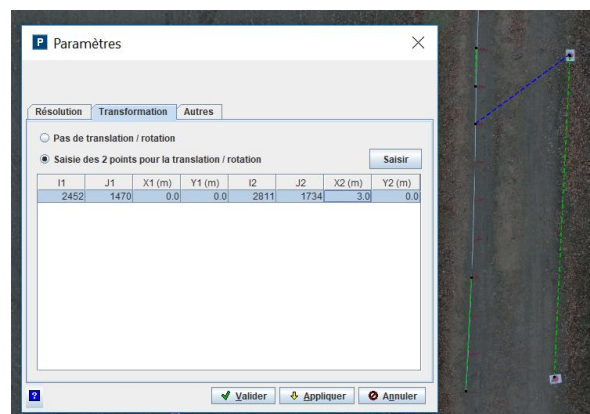 P Paramètres
Résolution Transformation Autres
Pas de translation / rotation
Saisie des 2 points pour la translation / rotation Saisir
I1 J1 X1 (m) Y1 (m) I2 J2 X2 (m) Y2 (m)
2452 1470 0.0 0.0 2811 1734 3.0 0.0
? Valider Appliquer Annuler